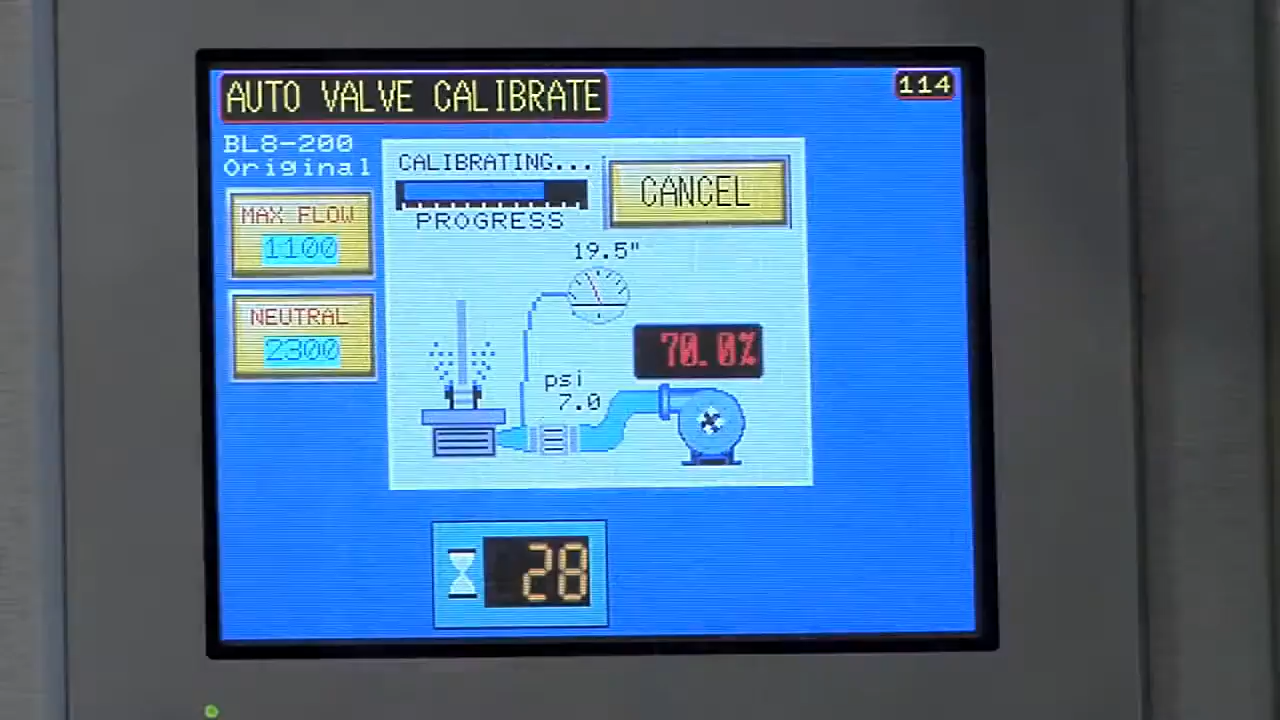 AUTO VALVE CALIBRATE
114
BL8-200
Original
CALIBRATING...
CANCEL
PROGRESS
MAX FLOW
1100
19.5"
NEUTRAL
2300
70.0%
psi
7.0
28